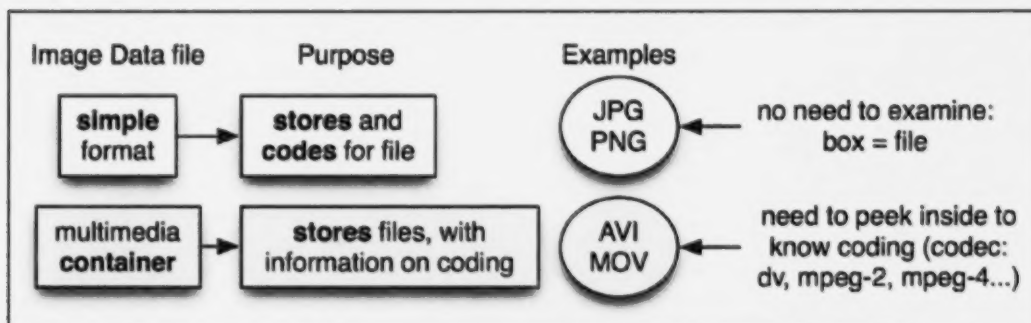 Image Data file
Purpose
Examples
simple
format
stores and
codes for file
JPG
PNG
no need to examine:
box = file
multimedia
container
stores files, with
information on coding
AVI
MOV
need to peek inside to
know coding (codec:
dv, mpeg-2, mpeg-4...)